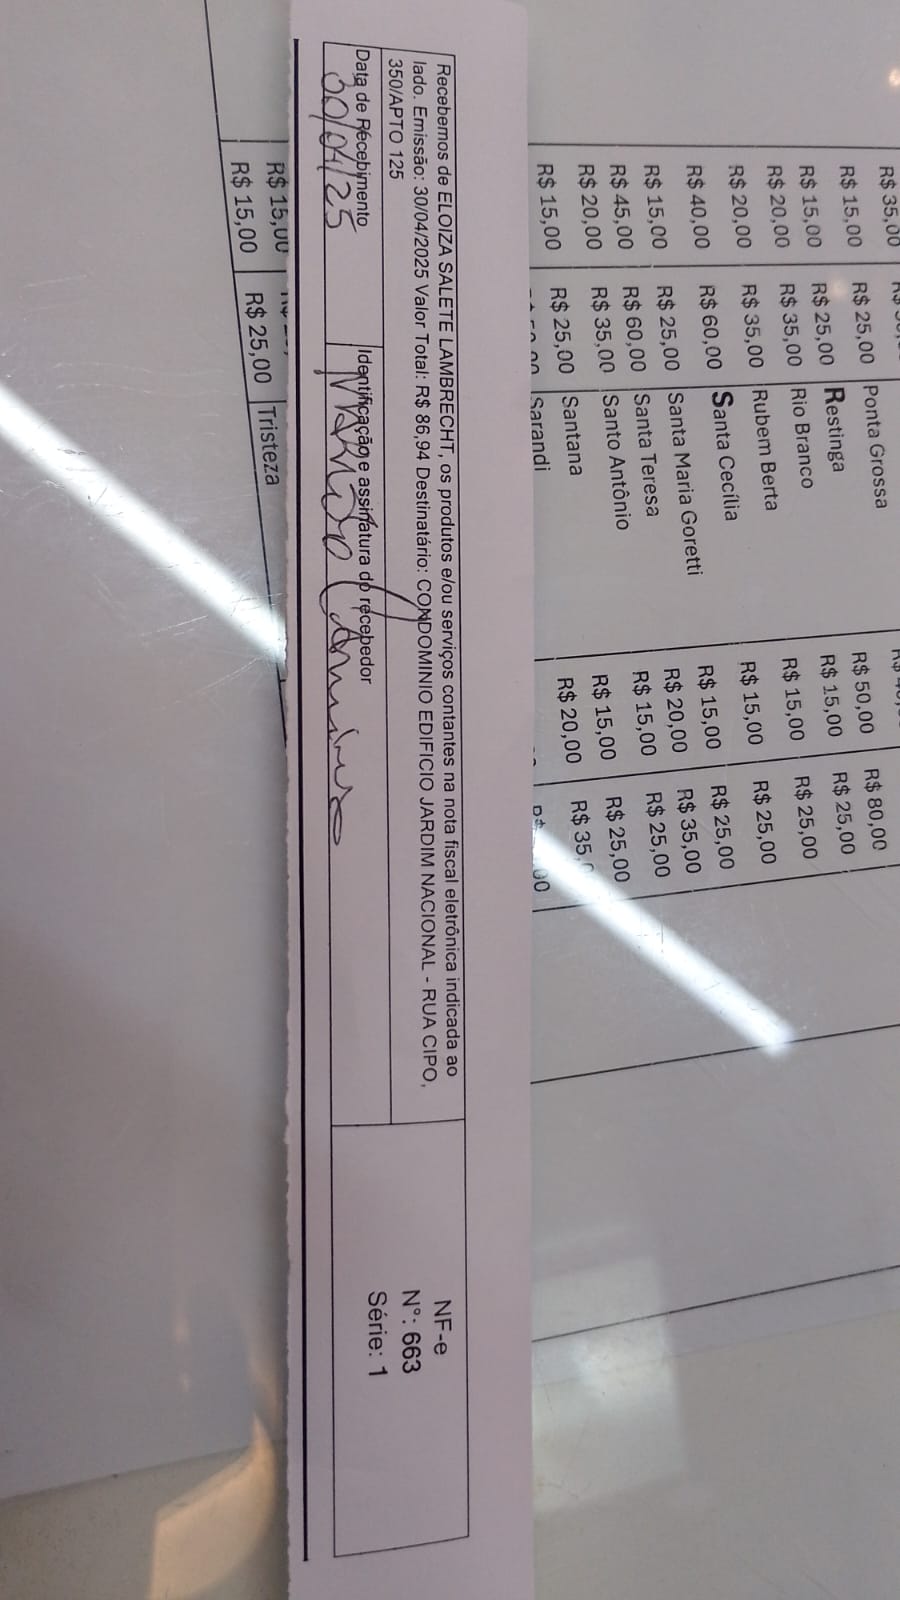 Recebemos de ELOIZA SALETE LAMBRECHT, os produtos e/ou serviços contantes na nota fiscal eletrônica indicada ao
lado. Emissão: 30/04/2025 Valor Total: R$ 86,94 Destinatário: CONDOMINIO EDIFICIO JARDIM NACIONAL - RUA CIPO,
350/APTO 125
Data de Recebimento
30/04/25
Identificação e assinatura do recebedor
NF-e
Nº: 663
Série: 1
R$ 35,00
R$ 15,00 R$ 25,00 Ponta Grossa R$ 50,00 R$ 80,00
R$ 15,00 R$ 25,00 Restinga R$ 15,00 R$ 25,00
R$ 20,00 R$ 35,00 Rio Branco R$ 15,00 R$ 25,00
R$ 20,00 R$ 35,00 Rubem Berta R$ 15,00 R$ 25,00
R$ 40,00 R$ 60,00 Santa Cecília R$ 15,00 R$ 25,00
R$ 15,00 R$ 25,00 Santa Maria Goretti R$ 20,00 R$ 35,00
R$ 45,00 R$ 60,00 Santa Teresa R$ 15,00 R$ 25,00
R$ 20,00 R$ 35,00 Santo Antônio R$ 15,00 R$ 25,00
R$ 15,00 R$ 25,00 Santana R$ 20,00 R$ 35,0
Sarandi
R$ 15,00
R$ 15,00 R$ 25,00 Tristeza